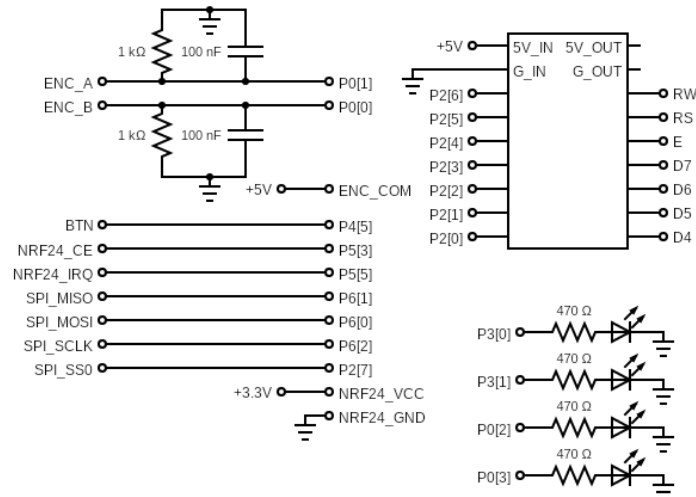 1 kΩ 100 nF
ENC_A P0[1]
ENC_B P0[0]
1 kΩ 100 nF
+5V ENC_COM
BTN P4[5]
NRF24_CE P5[3]
NRF24_IRQ P5[5]
SPI_MISO P6[1]
SPI_MOSI P6[0]
SPI_SCLK P6[2]
SPI_SS0 P2[7]
+3.3V NRF24_VCC
NRF24_GND
+5V 5V_IN 5V_OUT
G_IN G_OUT
P2[6] RW
P2[5] RS
P2[4] E
P2[3] D7
P2[2] D6
P2[1] D5
P2[0] D4
470 Ω
P3[0]
470 Ω
P3[1]
470 Ω
P0[2]
470 Ω
P0[3]